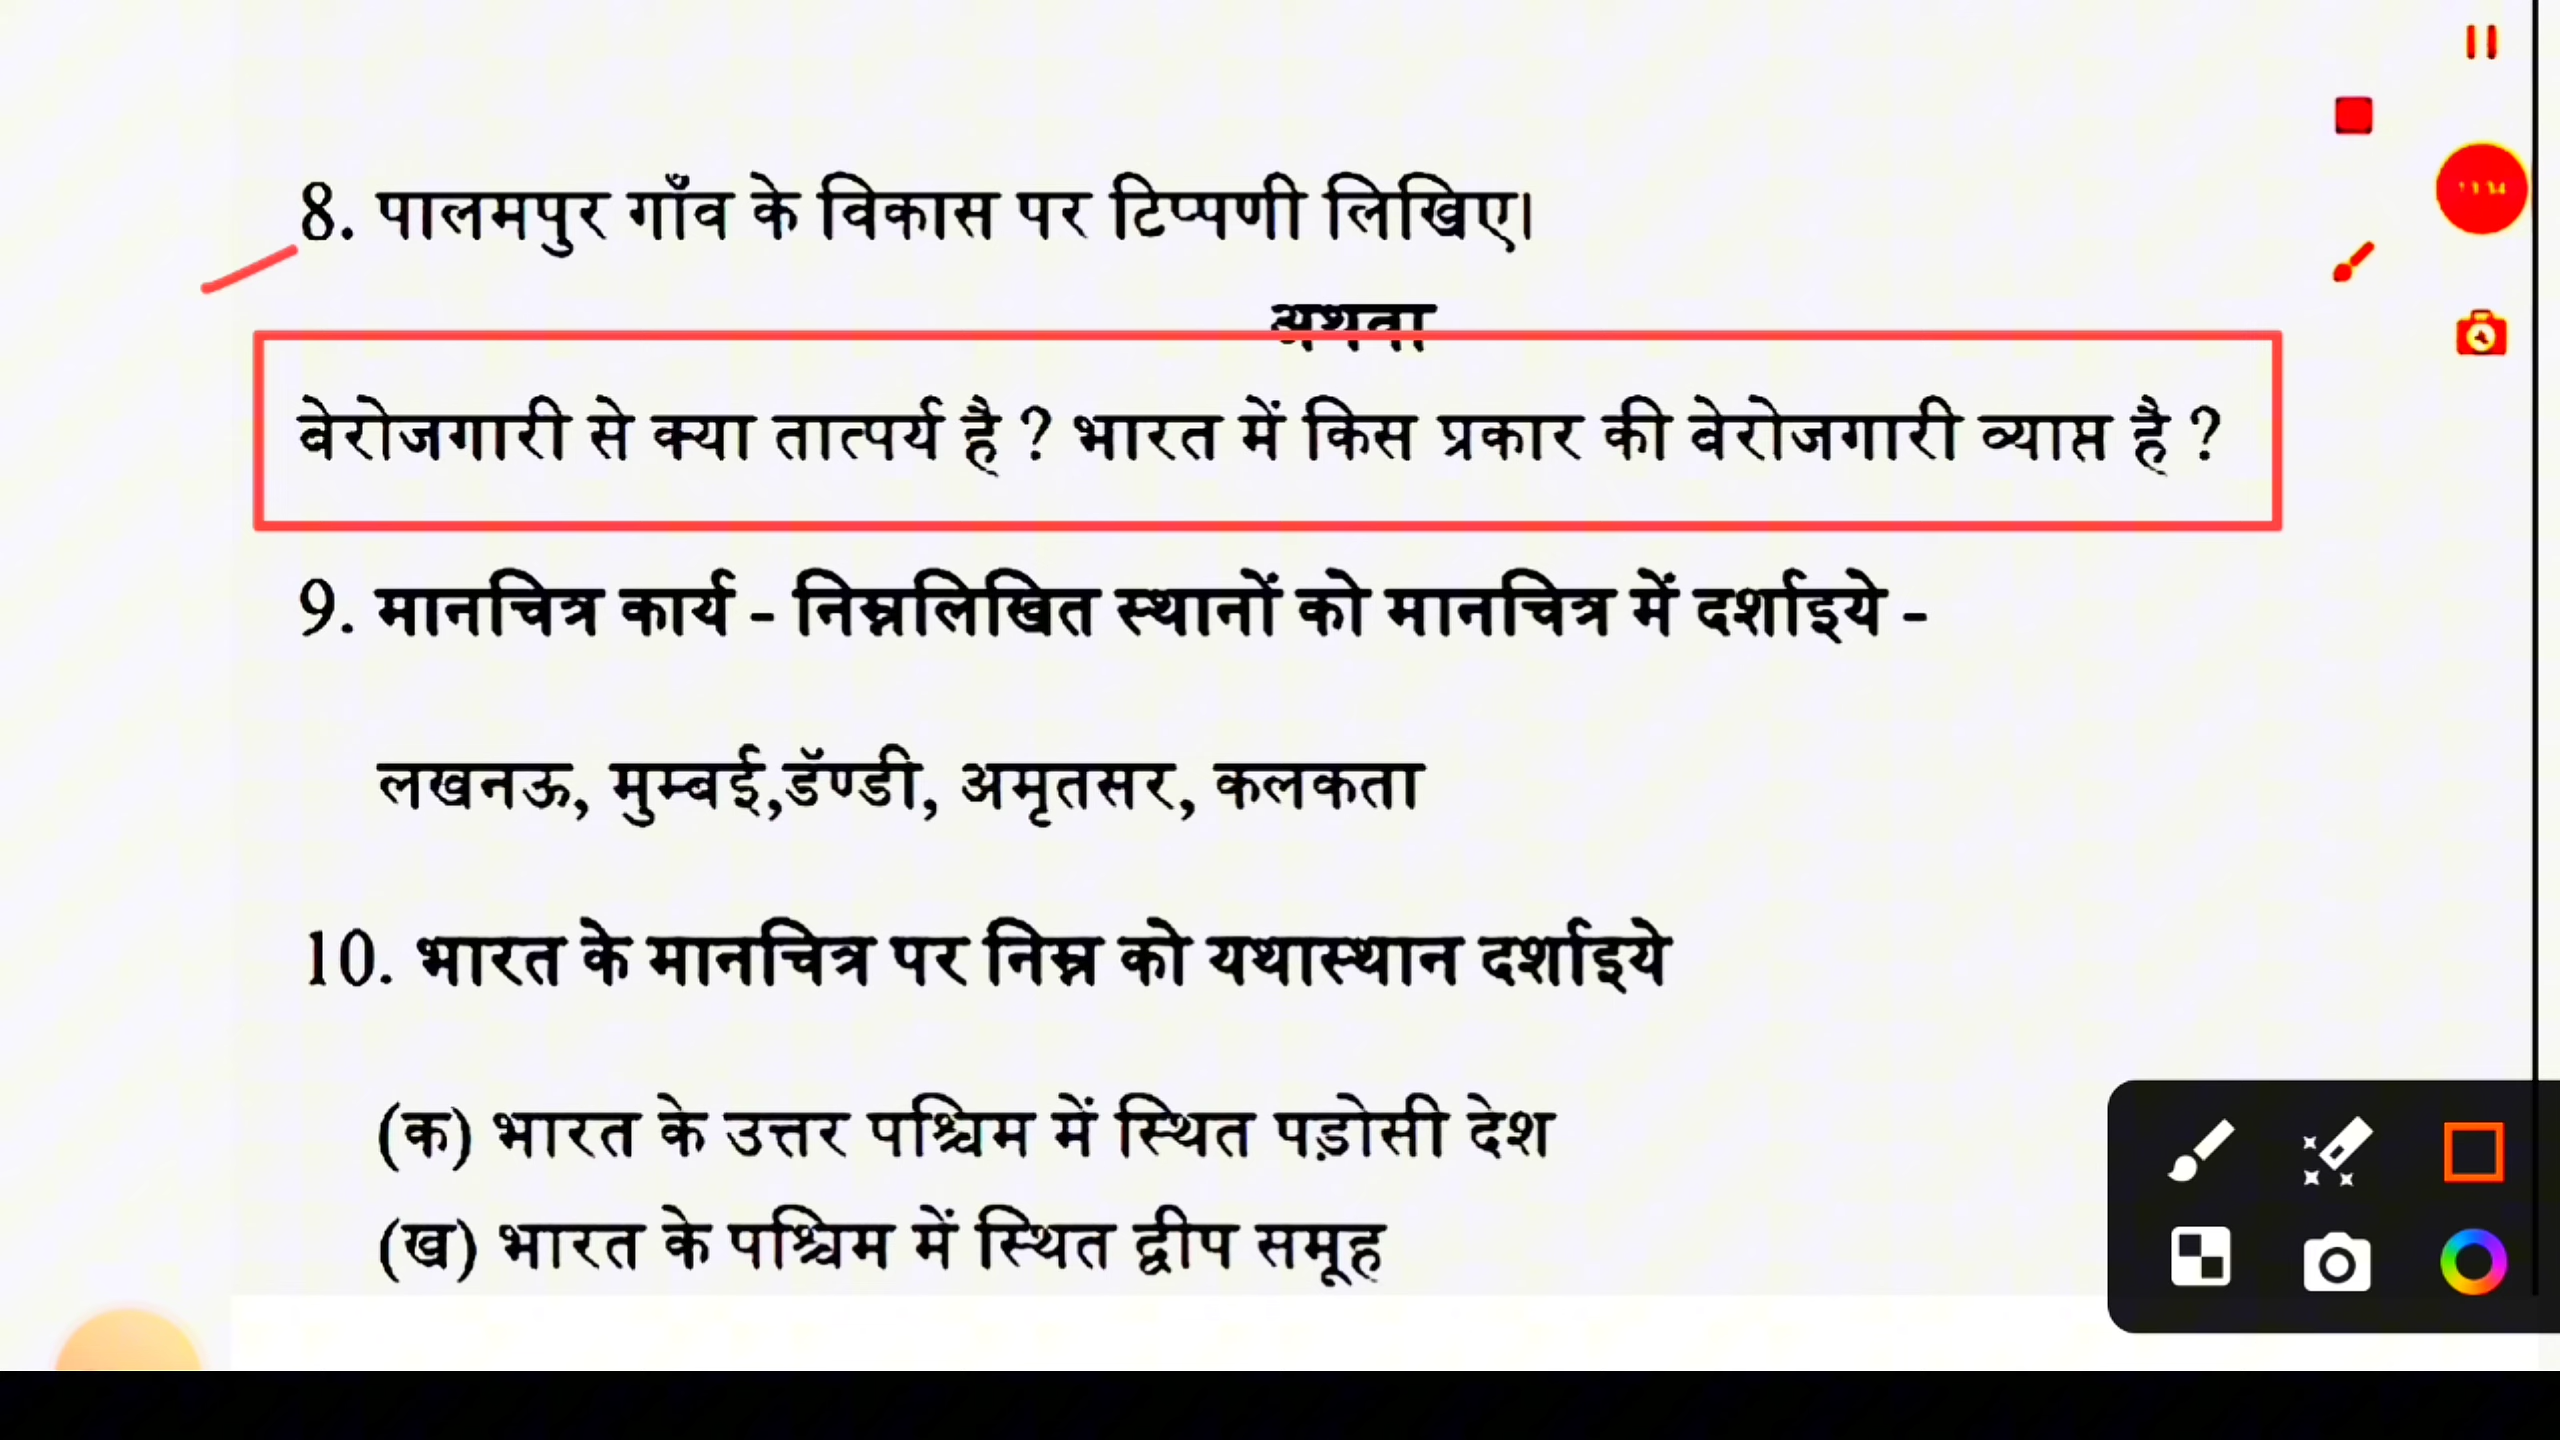 8. पालमपुर गाँव के विकास पर टिप्पणी लिखिए।
अथवा
बेरोजगारी से क्या तात्पर्य है ? भारत में किस प्रकार की बेरोजगारी व्याप्त है ?
9. मानचित्र कार्य - निम्नलिखित स्थानों को मानचित्र में दर्शाइये -
लखनऊ, मुम्बई,डॅण्डी, अमृतसर, कलकता
10. भारत के मानचित्र पर निम्न को यथास्थान दर्शाइये
(क) भारत के उत्तर पश्चिम में स्थित पड़ोसी देश
(ख) भारत के पश्चिम में स्थित द्वीप समूह